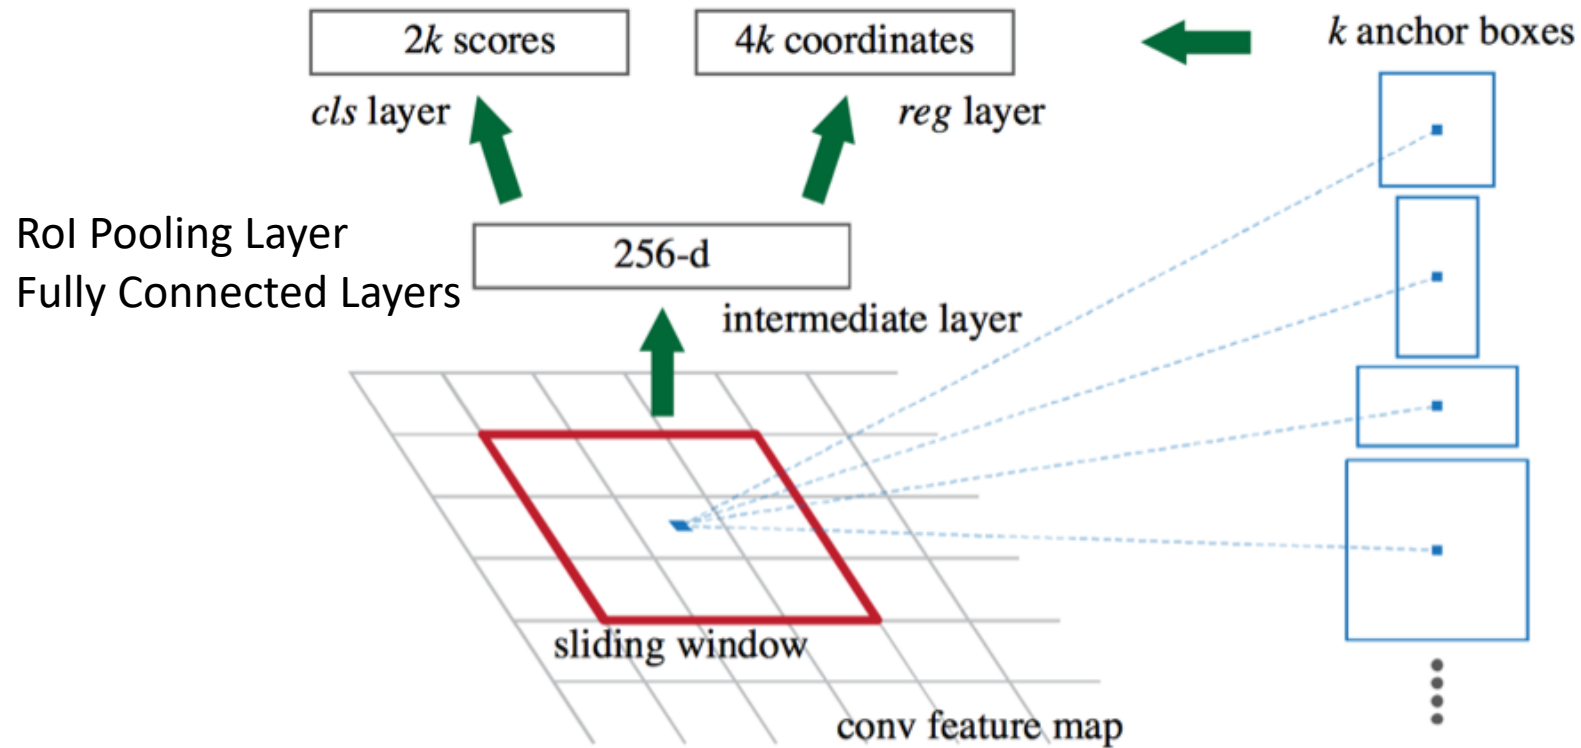 2k scores
4k coordinates
k anchor boxes
cls layer
reg layer
RoI Pooling Layer
Fully Connected Layers
256-d
intermediate layer
sliding window
conv feature map